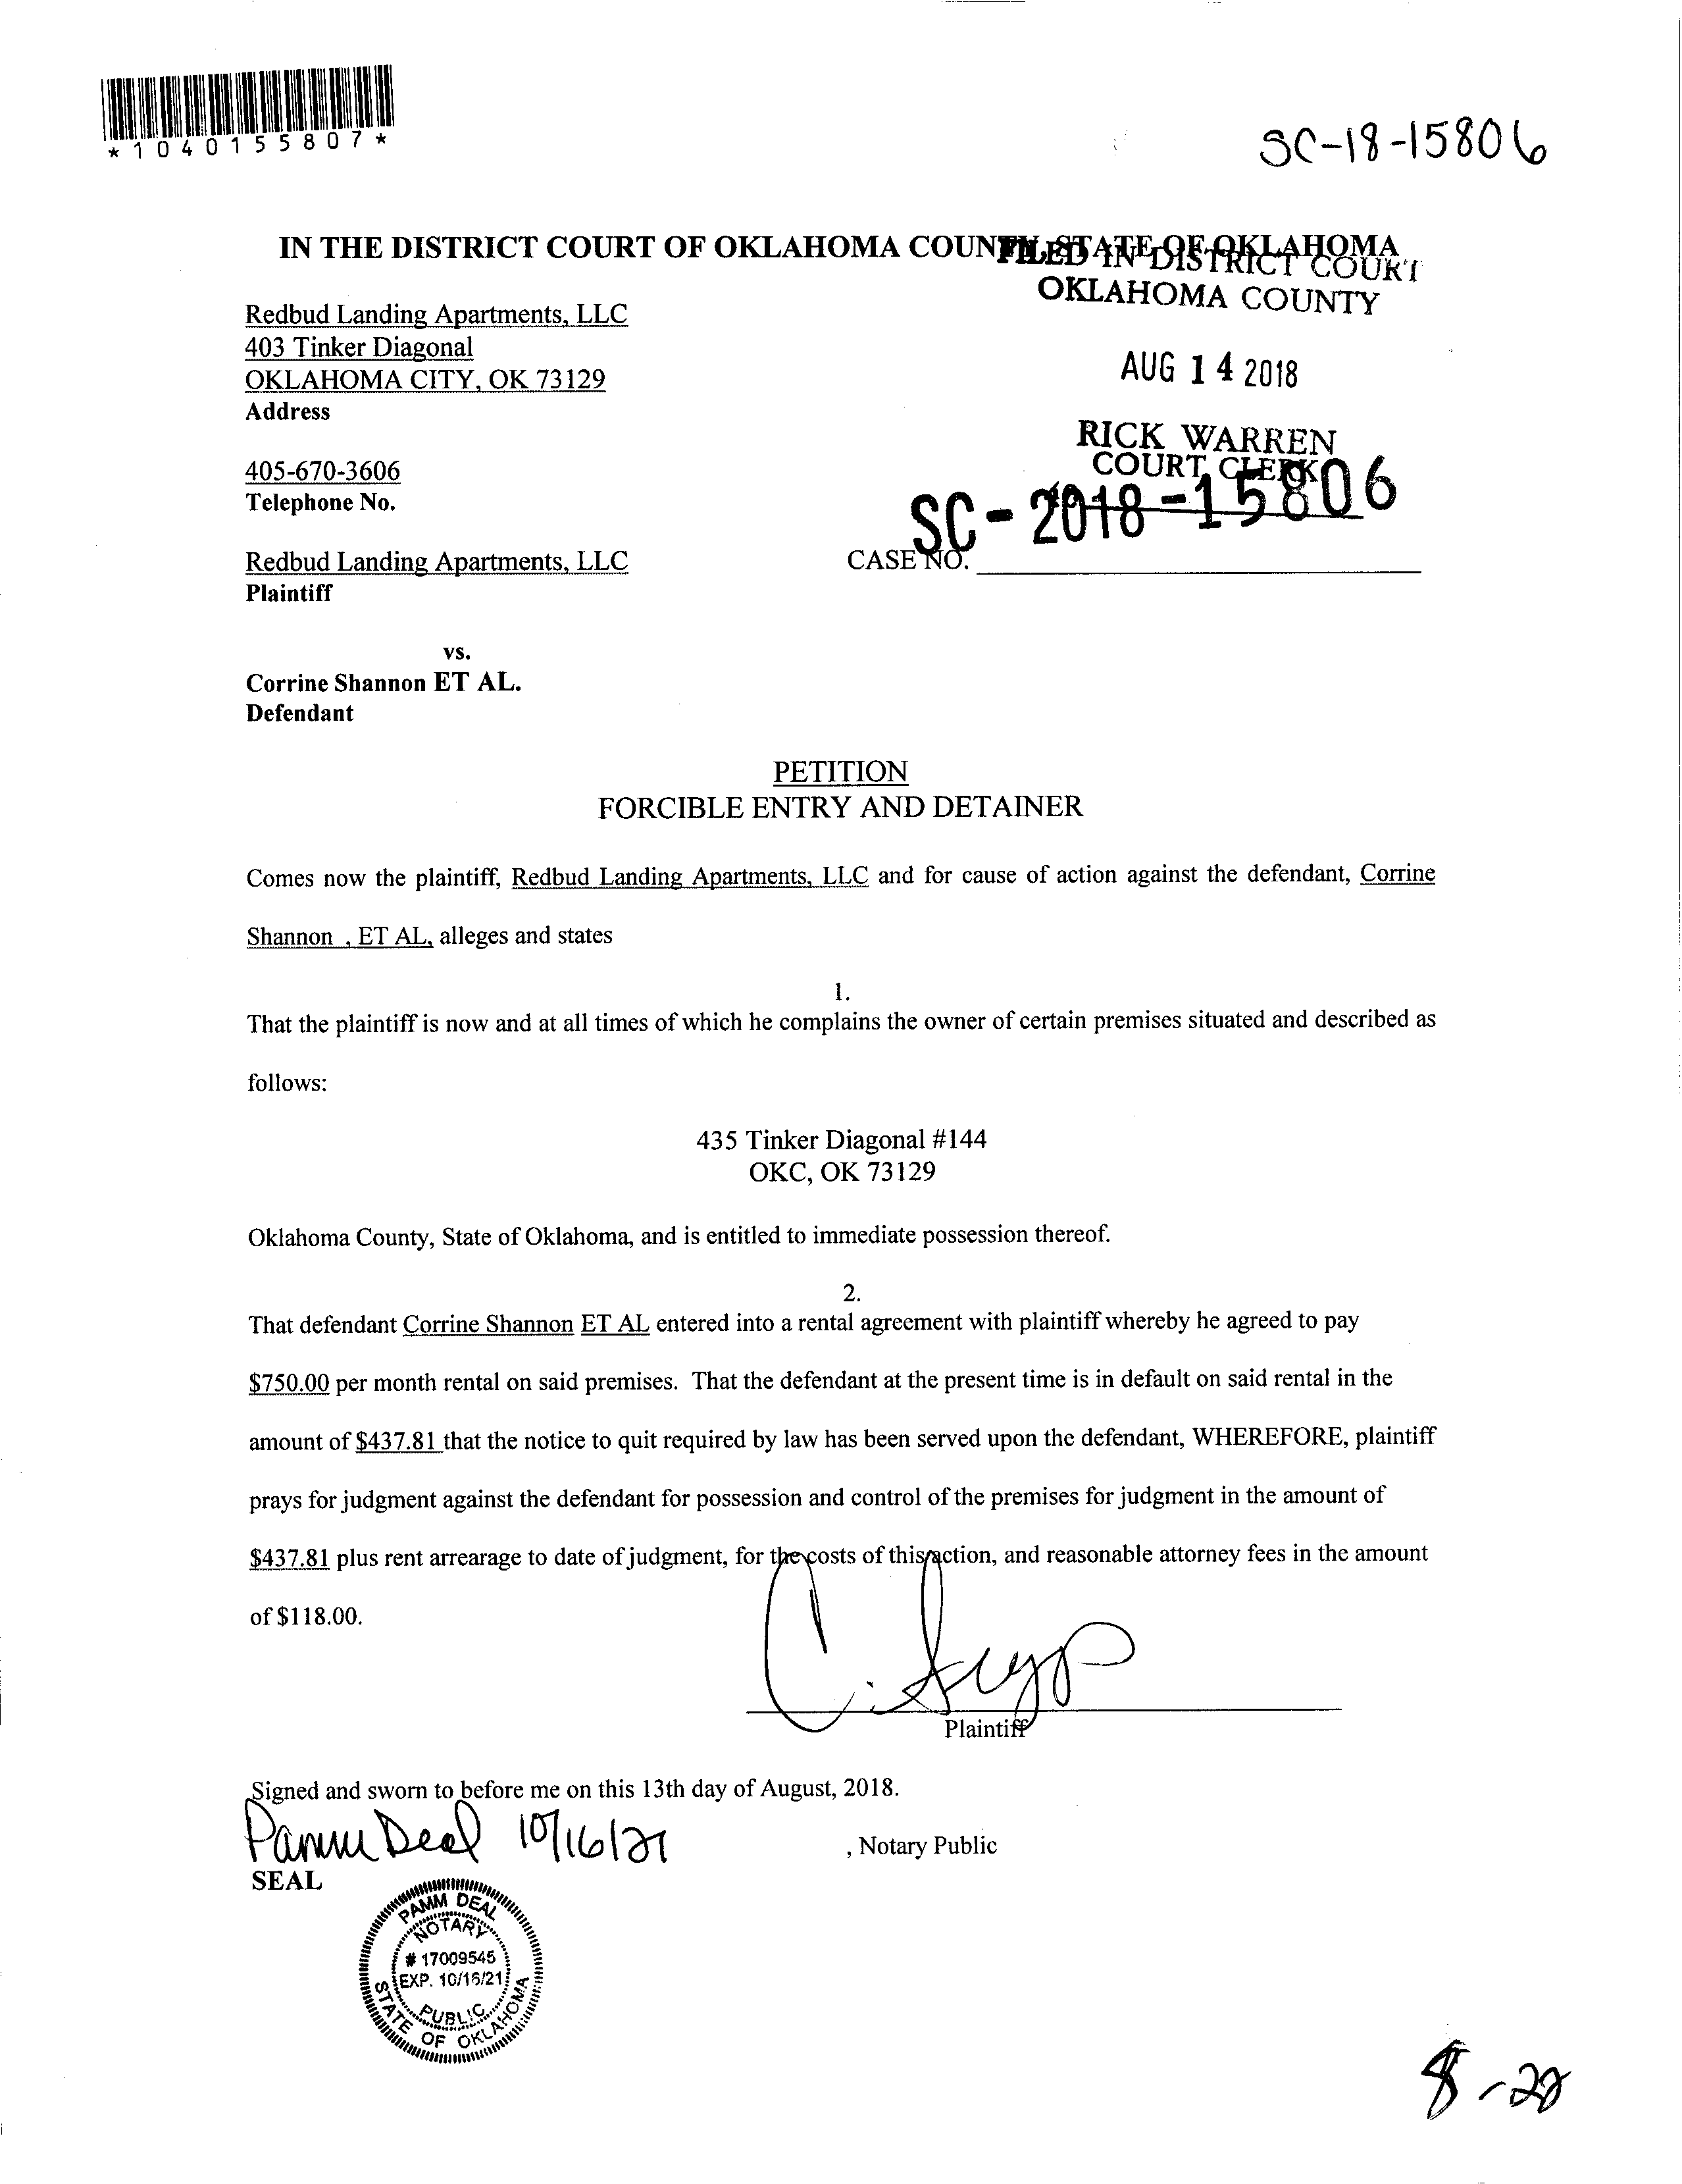 *1040155807*
SC-18-15806
IN THE DISTRICT COURT OF OKLAHOMA COUNTY, STATE OF OKLAHOMA
FILED IN DISTRICT COURT
OKLAHOMA COUNTY
Redbud Landing Apartments, LLC
403 Tinker Diagonal
OKLAHOMA CITY, OK 73129
Address
AUG 14 2018
RICK WARREN
COURT CLERK
405-670-3606
Telephone No.
SC-2018-15806
Redbud Landing Apartments, LLC
CASE NO.
Plaintiff
vs.
Corrine Shannon ET AL.
Defendant
PETITION
FORCIBLE ENTRY AND DETAINER
Comes now the plaintiff, Redbud Landing Apartments, LLC and for cause of action against the defendant, Corrine
Shannon , ET AL, alleges and states
1.
That the plaintiff is now and at all times of which he complains the owner of certain premises situated and described as
follows:
435 Tinker Diagonal #144
OKC, OK 73129
Oklahoma County, State of Oklahoma, and is entitled to immediate possession thereof.
2.
That defendant Corrine Shannon ET AL entered into a rental agreement with plaintiff whereby he agreed to pay
$750.00 per month rental on said premises. That the defendant at the present time is in default on said rental in the
amount of $437.81 that the notice to quit required by law has been served upon the defendant, WHEREFORE, plaintiff
prays for judgment against the defendant for possession and control of the premises for judgment in the amount of
$437.81 plus rent arrearage to date of judgment, for the costs of this action, and reasonable attorney fees in the amount
of $118.00.
C.
Plaintiff
Signed and sworn to before me on this 13th day of August, 2018.
Pamm Deal 10/16/21
, Notary Public
SEAL
PAMM DEAL
NOTARY
# 17009545
EXP. 10/16/21
PUBLIC
STATE OF OKLAHOMA
8-28